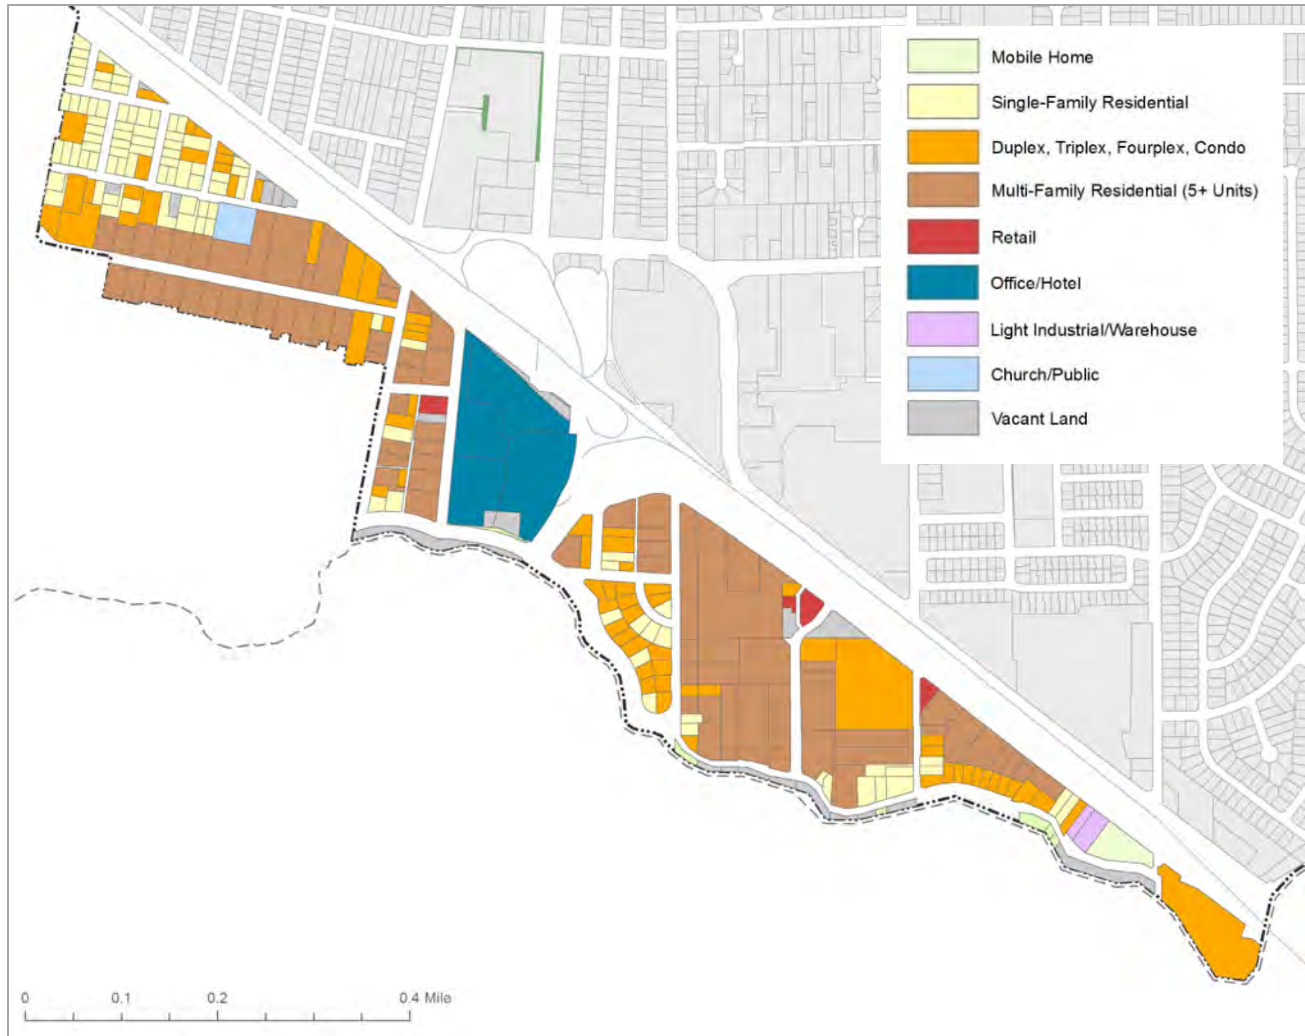 Mobile Home
Single-Family Residential
Duplex, Triplex, Fourplex, Condo
Multi-Family Residential (5+ Units)
Retail
Office/Hotel
Light Industrial/Warehouse
Church/Public
Vacant Land
0 0.1 0.2 0.4 Mile